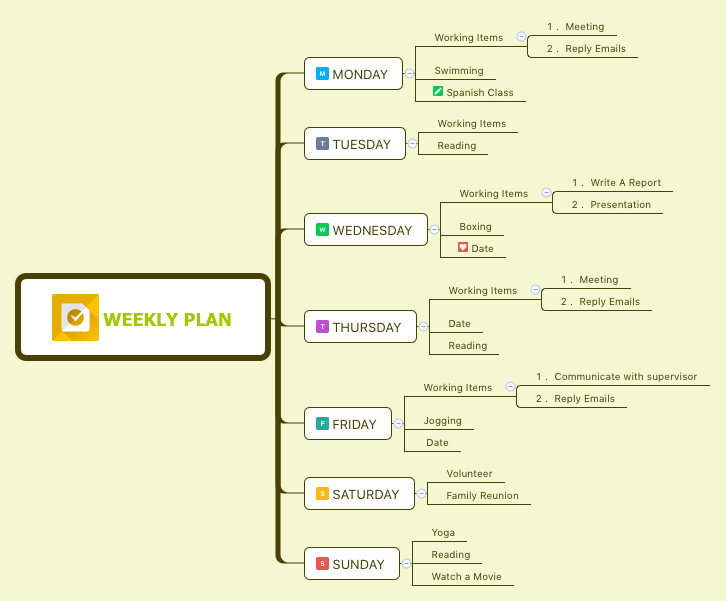 WEEKLY PLAN
M MONDAY
Working Items
1 . Meeting
2 . Reply Emails
Swimming
Spanish Class
T TUESDAY
Working Items
Reading
W WEDNESDAY
Working Items
1 . Write A Report
2 . Presentation
Boxing
Date
T THURSDAY
Working Items
1 . Meeting
2 . Reply Emails
Date
Reading
F FRIDAY
Working Items
1 . Communicate with supervisor
2 . Reply Emails
Jogging
Date
S SATURDAY
Volunteer
Family Reunion
S SUNDAY
Yoga
Reading
Watch a Movie